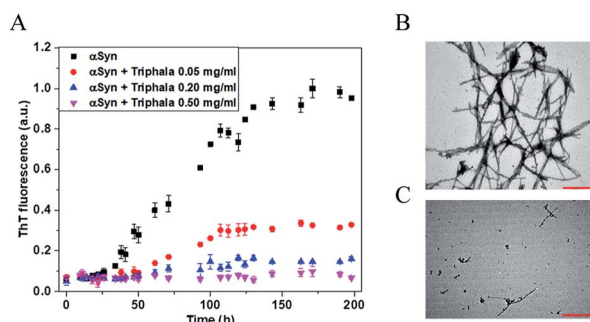 A
B
C
αSyn
αSyn + Triphala 0.05 mg/ml
αSyn + Triphala 0.20 mg/ml
αSyn + Triphala 0.50 mg/ml
ThT fluorescence (a.u.)
1.2
1.0
0.8
0.6
0.4
0.2
0.0
0 50 100 150 200
Time (h)